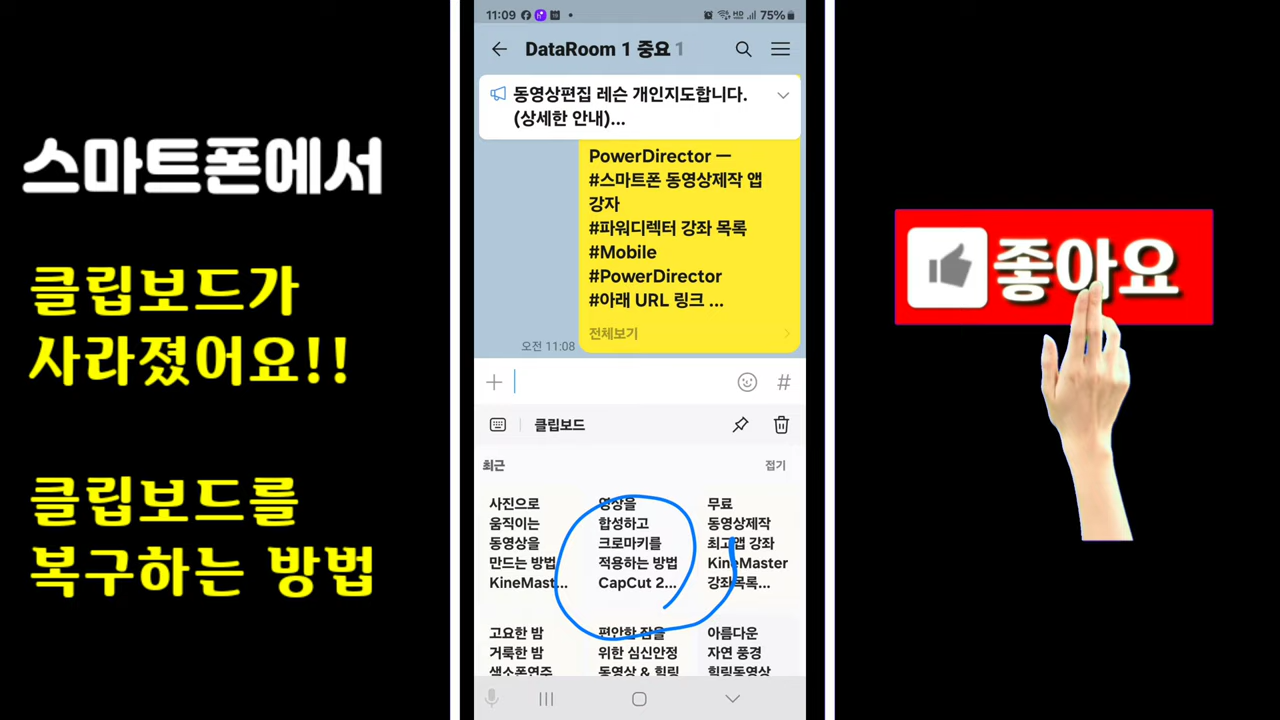 스마트폰에서
클립보드가
사라졌어요!!
클립보드를
복구하는 방법
11:09
HD
75%
DataRoom 1 중요 1
동영상편집 레슨 개인지도합니다.
(상세한 안내)...
PowerDirector —
#스마트폰 동영상제작 앱
강자
#파워디렉터 강좌 목록
#Mobile
#PowerDirector
#아래 URL 링크 ...
전체보기
오전 11:08
#
클립보드
최근
접기
사진으로
움직이는
동영상을
만드는 방법
KineMast...
영상을
합성하고
크로마키를
적용하는 방법
CapCut 2...
무료
동영상제작
최고앱 강좌
KineMaster
강좌목록...
고요한 밤
거룩한 밤
색소폰연주
편안한 잠을
위한 심신안정
동영상 & 힐링
아름다운
자연 풍경
힐링동영상
좋아요